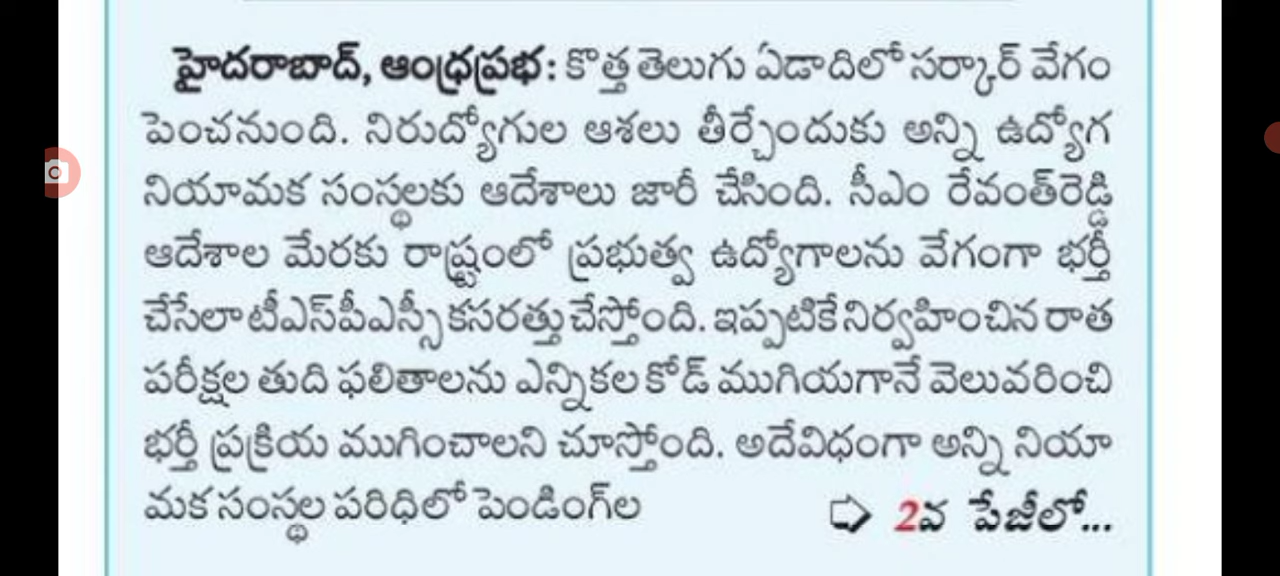 హైదరాబాద్, ఆంధ్రప్రభ: కొత్త తెలుగు ఏడాదిలో సర్కార్ వేగం
పెంచనుంది. నిరుద్యోగుల ఆశలు తీర్చేందుకు అన్ని ఉద్యోగ
నియామక సంస్థలకు ఆదేశాలు జారీ చేసింది. సీఎం రేవంత్‌రెడ్డి
ఆదేశాల మేరకు రాష్ట్రంలో ప్రభుత్వ ఉద్యోగాలను వేగంగా భర్తీ
చేసేలా టీఎస్‌పీఎస్సీ కసరత్తు చేస్తోంది. ఇప్పటికే నిర్వహించిన రాత
పరీక్షల తుది ఫలితాలను ఎన్నికల కోడ్ ముగియగానే వెలువరించి
భర్తీ ప్రక్రియ ముగించాలని చూస్తోంది. అదేవిధంగా అన్ని నియా
మక సంస్థల పరిధిలో పెండింగ్‌ల ➩ 2వ పేజీలో...